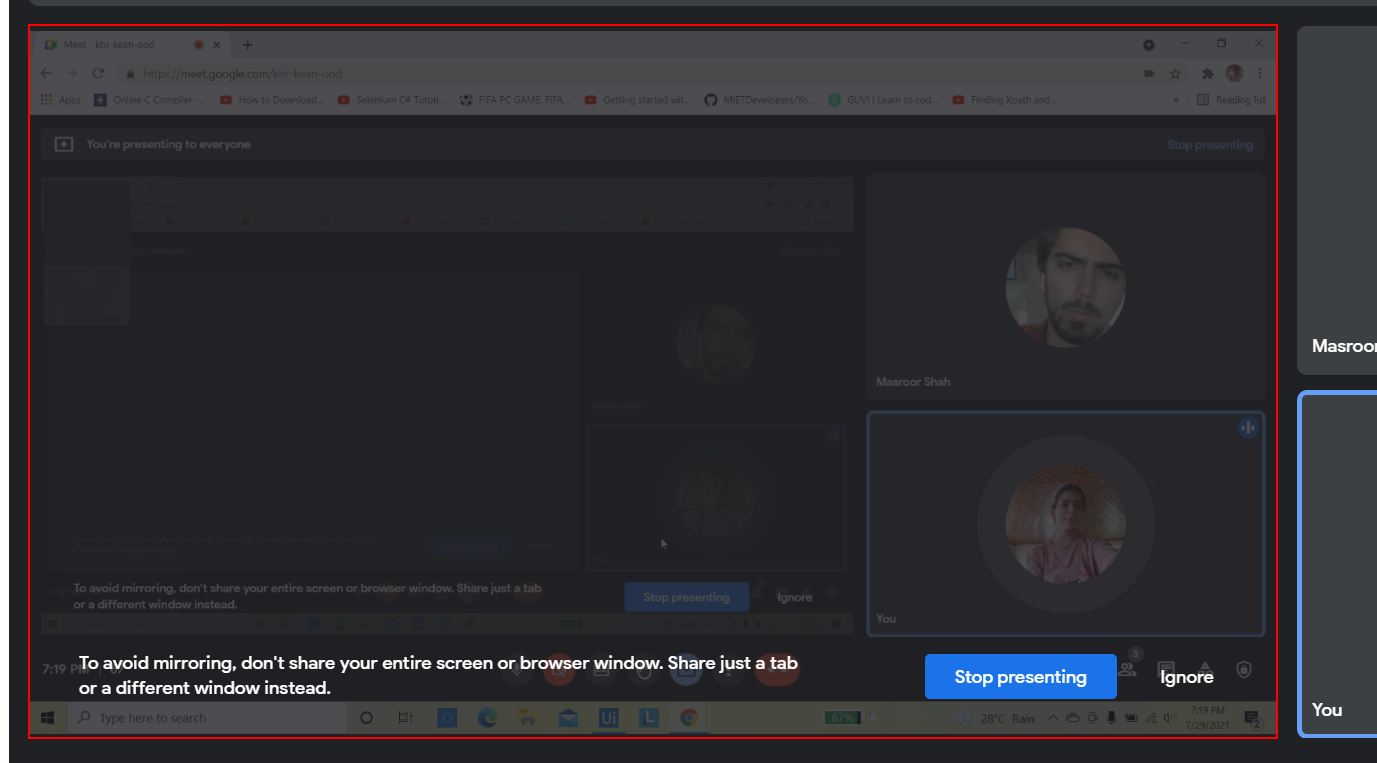 Meet - khr-kean-ood
https://meet.google.com/khr-kean-ood
Apps Online C Compiler -... How to Download... Selenium C# Tutori... FIFA PC GAME: FIFA... Getting started wit... MIETDevelopers/Yo... GUVI | Learn to cod... Finding Xpath and... » Reading list
You're presenting to everyone Stop presenting
Masroor Shah
Masroor
You
To avoid mirroring, don't share your entire screen or browser window. Share just a tab
or a different window instead.
Stop presenting Ignore
3
7:19 PM
To avoid mirroring, don't share your entire screen or browser window. Share just a tab
or a different window instead.
Stop presenting Ignore
You
Type here to search Ui L 87% 28°C Rain 7:19 PM
7/29/2021 2